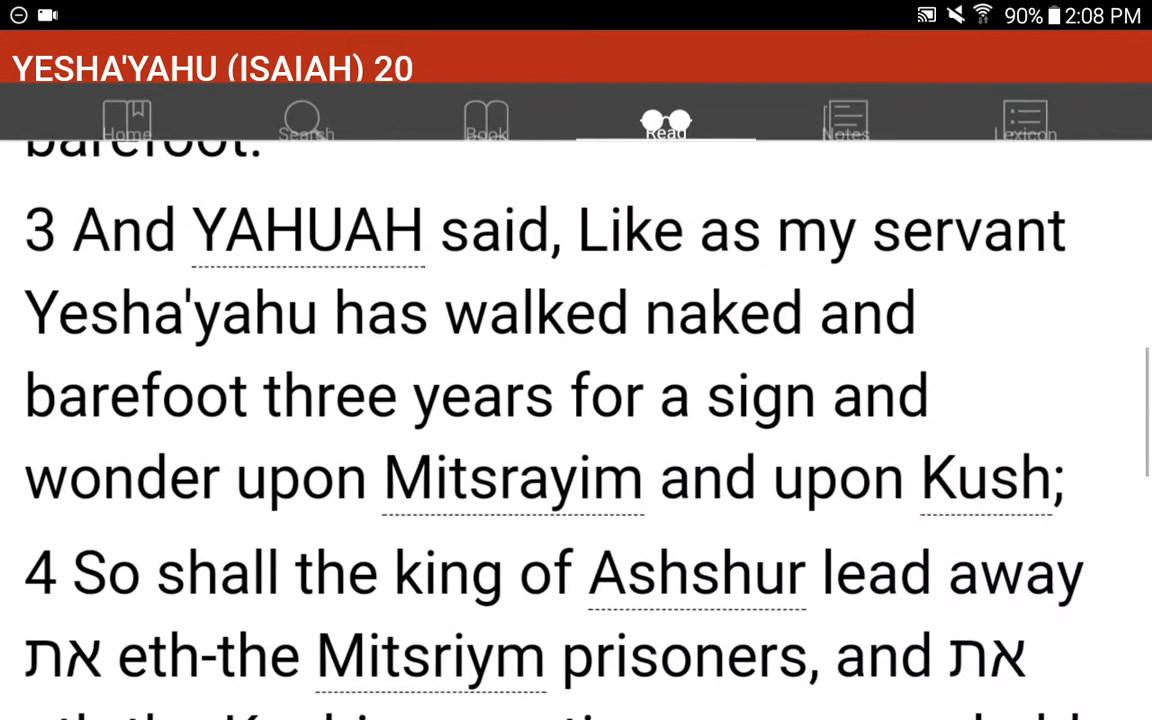 90% 2:08 PM
YESHA'YAHU (ISAIAH) 20
Home Search Book Read Notes Lexicon
barefoot.
3 And YAHUAH said, Like as my servant
Yesha'yahu has walked naked and
barefoot three years for a sign and
wonder upon Mitsrayim and upon Kush;
4 So shall the king of Ashshur lead away
את eth-the Mitsriym prisoners, and את